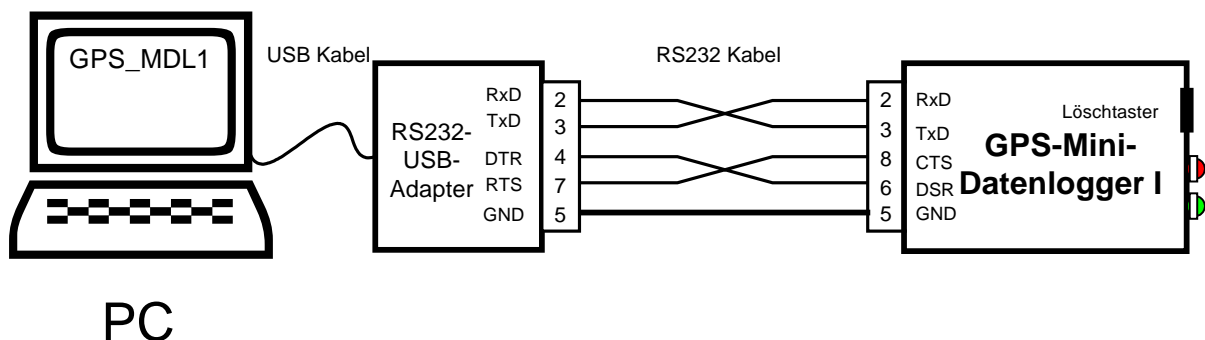 GPS_MDL1
USB Kabel
RS232 Kabel
RS232-
USB-
Adapter
RxD 2
TxD 3
DTR 4
RTS 7
GND 5
2 RxD
3 TxD
8 CTS
6 DSR
5 GND
Löschtaster
GPS-Mini-
Datenlogger I
PC